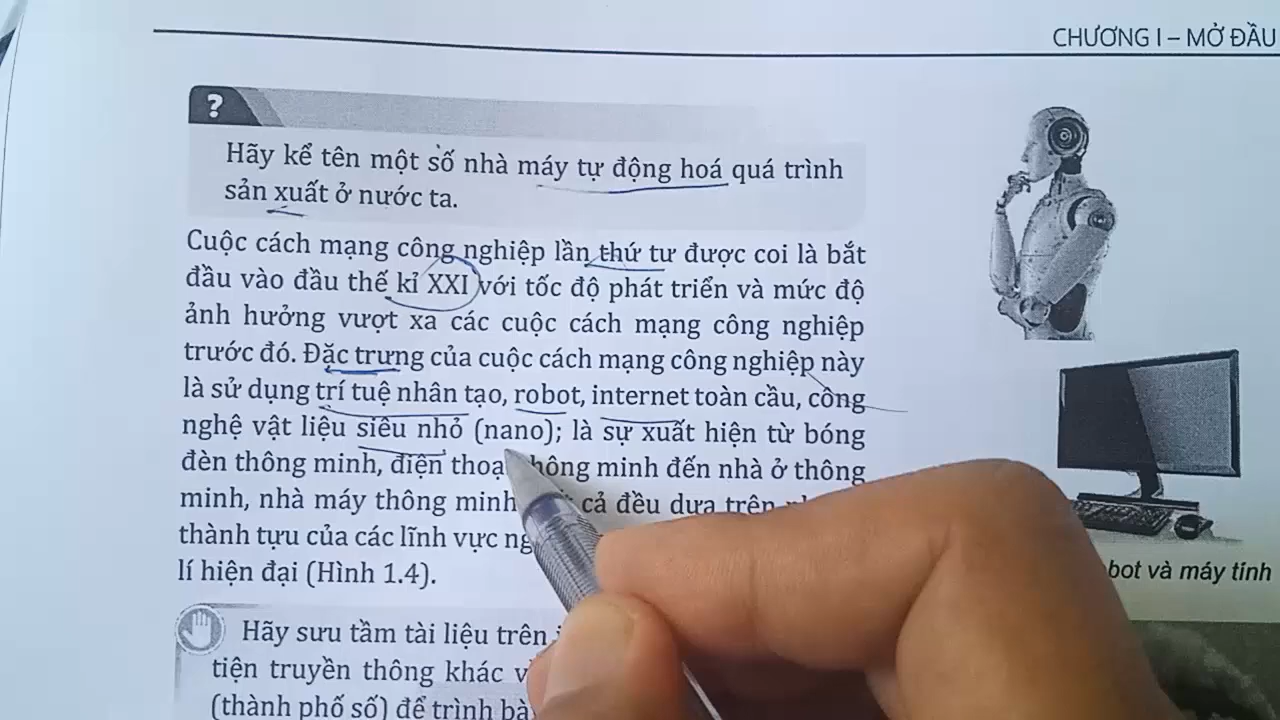 CHƯƠNG I – MỞ ĐẦU
?
Hãy kể tên một số nhà máy tự động hoá quá trình
sản xuất ở nước ta.
Cuộc cách mạng công nghiệp lần thứ tư được coi là bắt
đầu vào đầu thế kỉ XXI với tốc độ phát triển và mức độ
ảnh hưởng vượt xa các cuộc cách mạng công nghiệp
trước đó. Đặc trưng của cuộc cách mạng công nghiệp này
là sử dụng trí tuệ nhân tạo, robot, internet toàn cầu, công
nghệ vật liệu siêu nhỏ (nano); là sự xuất hiện từ bóng
đèn thông minh, điện thoại thông minh đến nhà ở thông
minh, nhà máy thông minh cả đều dựa trên
thành tựu của các lĩnh vực
lí hiện đại (Hình 1.4).
bot và máy tính
Hãy sưu tầm tài liệu trên
tiện truyền thông khác
(thành phố số) để trình